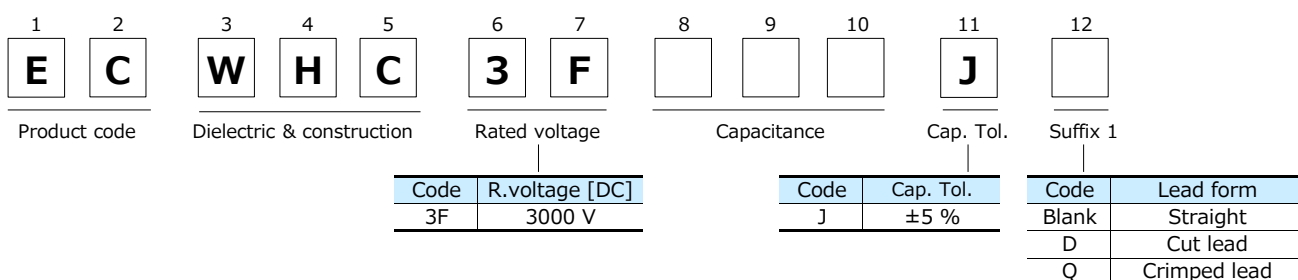 1 2 3 4 5 6 7 8 9 10 11 12
E C W H C 3 F J
Product code Dielectric & construction Rated voltage Capacitance Cap. Tol. Suffix 1
Code R.voltage [DC] Code Cap. Tol. Code Lead form
3F 3000 V J ±5 % Blank Straight
D Cut lead
Q Crimped lead